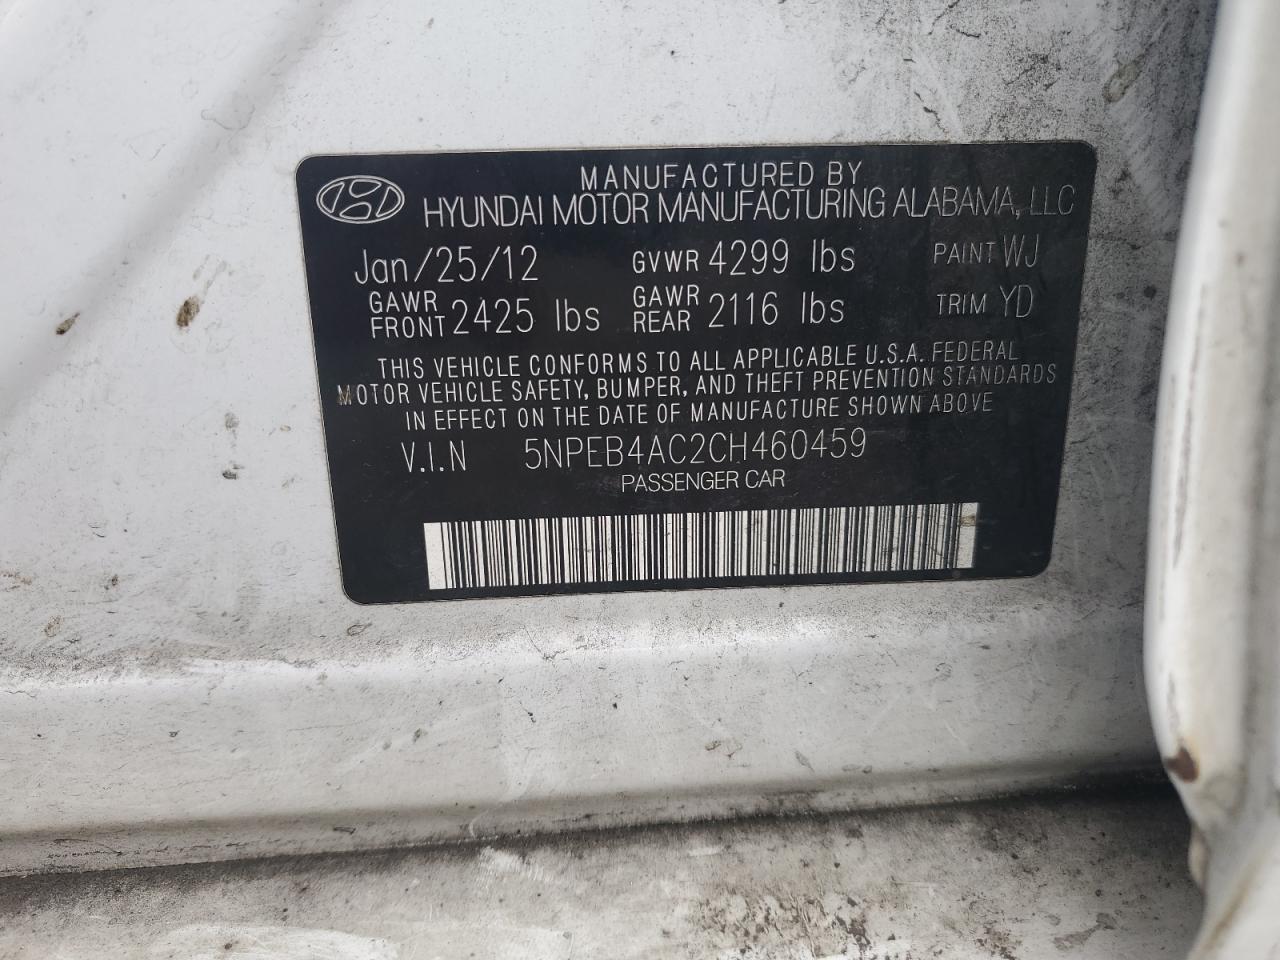 MANUFACTURED BY
HYUNDAI MOTOR MANUFACTURING ALABAMA, LLC
Jan/25/12 GVWR 4299 lbs PAINT WJ
GAWR FRONT 2425 lbs GAWR REAR 2116 lbs TRIM YD
THIS VEHICLE CONFORMS TO ALL APPLICABLE U.S.A. FEDERAL
MOTOR VEHICLE SAFETY, BUMPER, AND THEFT PREVENTION STANDARDS
IN EFFECT ON THE DATE OF MANUFACTURE SHOWN ABOVE
V.I.N 5NPEB4AC2CH460459
PASSENGER CAR